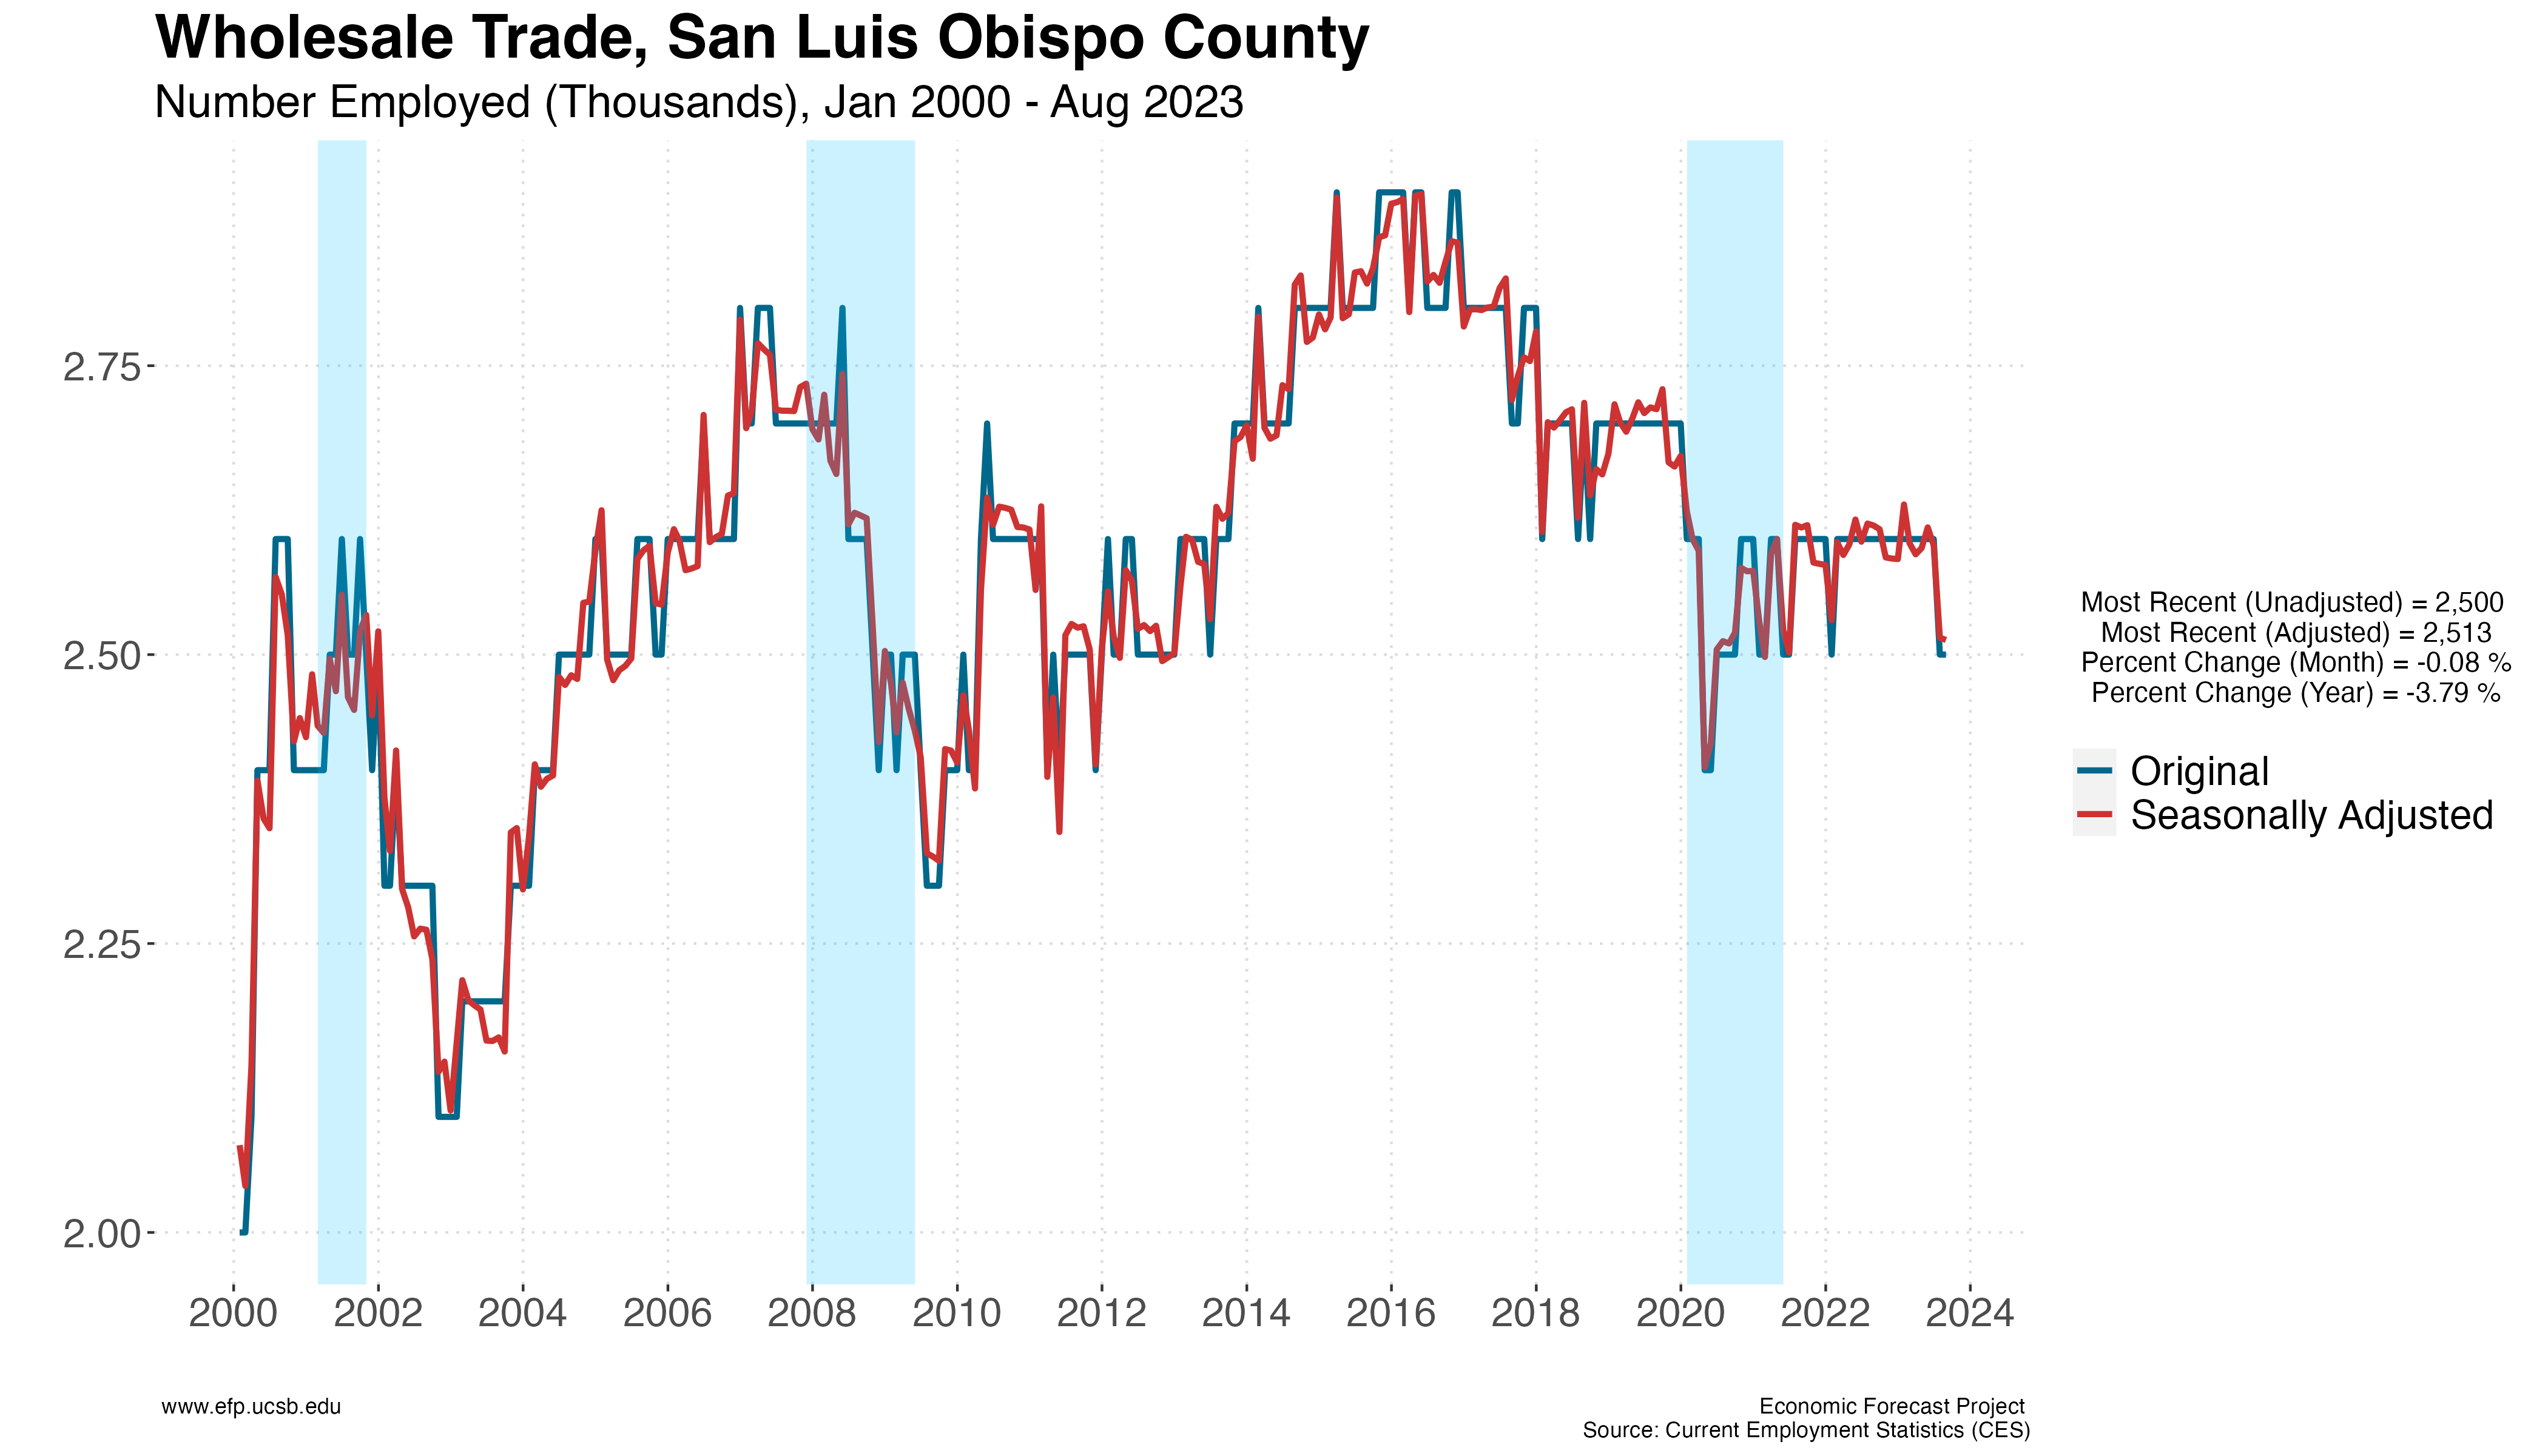 Wholesale Trade, San Luis Obispo County
Number Employed (Thousands), Jan 2000 - Aug 2023
2.75
2.50
2.25
2.00
2000 2002 2004 2006 2008 2010 2012 2014 2016 2018 2020 2022 2024
Most Recent (Unadjusted) = 2,500
Most Recent (Adjusted) = 2,513
Percent Change (Month) = -0.08 %
Percent Change (Year) = -3.79 %
Original
Seasonally Adjusted
www.efp.ucsb.edu
Economic Forecast Project
Source: Current Employment Statistics (CES)